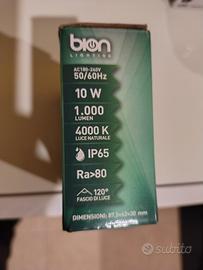 bion
LIGHTING
AC180-240V
50/60Hz
10 W
1.000
LUMEN
4000 K
LUCE NATURALE
IP65
Ra>80
120°
FASCIO DI LUCE
DIMENSIONI: 87,5x62x30 mm
subito